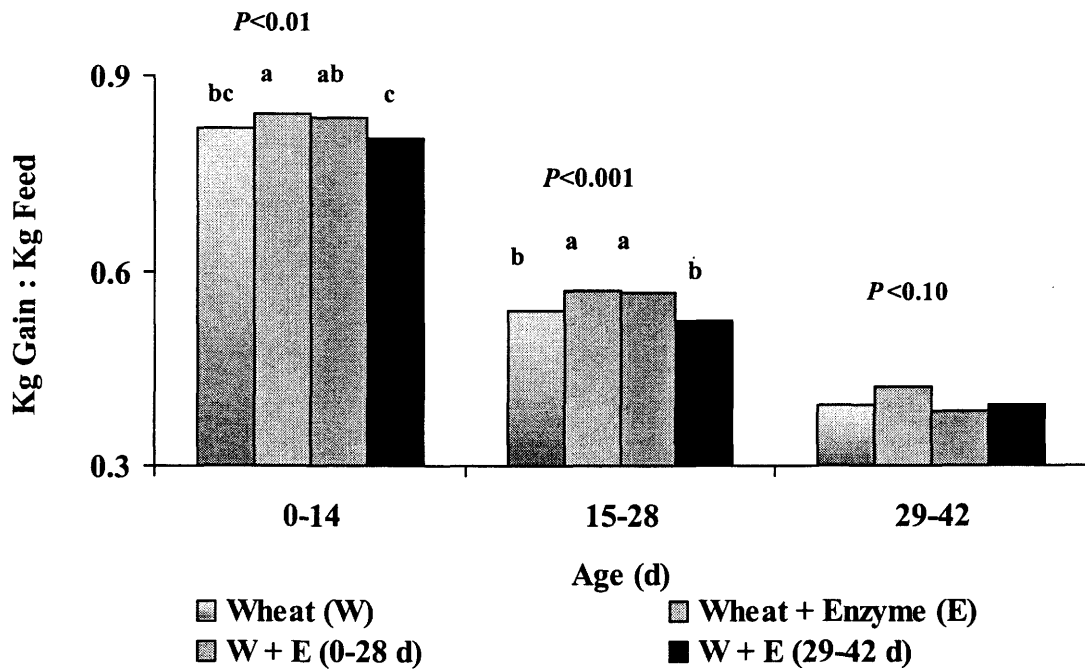 P<0.01
0.9
bc a ab c
P<0.001
b a a b
0.6
P<0.10
0.3
Kg Gain : Kg Feed
0-14 15-28 29-42
Age (d)
Wheat (W) Wheat + Enzyme (E)
W + E (0-28 d) W + E (29-42 d)